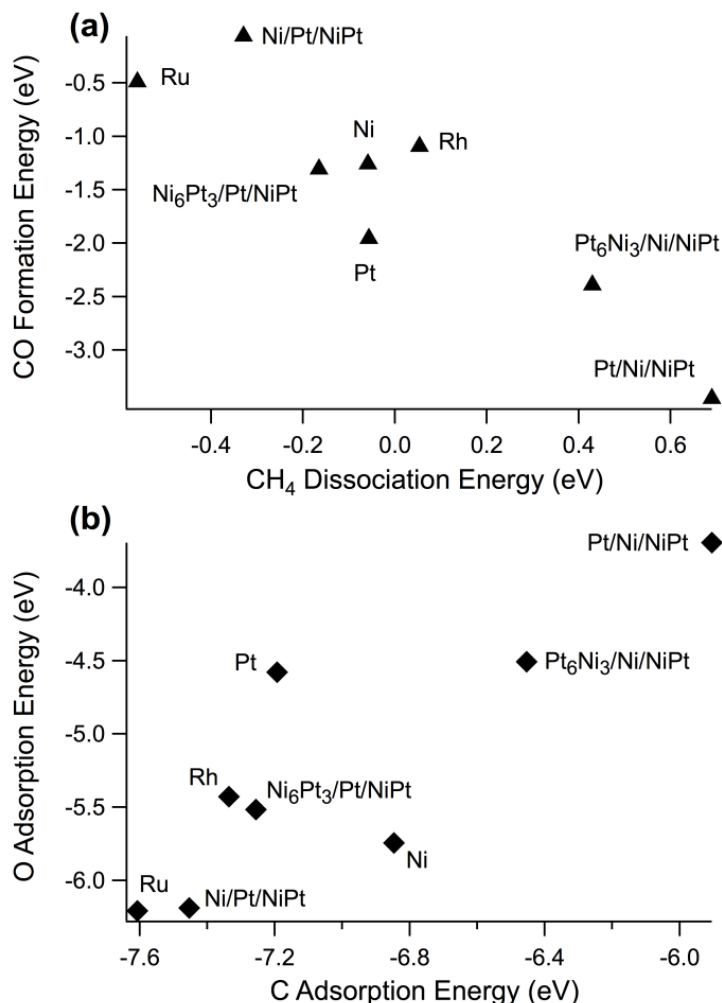 (a)
Ni/Pt/NiPt
Ru
Ni
Rh
Ni₆Pt₃/Pt/NiPt
Pt
Pt₆Ni₃/Ni/NiPt
Pt/Ni/NiPt
CO Formation Energy (eV)
-0.5
-1.0
-1.5
-2.0
-2.5
-3.0
-0.4 -0.2 0.0 0.2 0.4 0.6
CH₄ Dissociation Energy (eV)
(b)
Pt/Ni/NiPt
Pt
Pt₆Ni₃/Ni/NiPt
Rh
Ni₆Pt₃/Pt/NiPt
Ni
Ru
Ni/Pt/NiPt
O Adsorption Energy (eV)
-4.0
-4.5
-5.0
-5.5
-6.0
-7.6 -7.2 -6.8 -6.4 -6.0
C Adsorption Energy (eV)